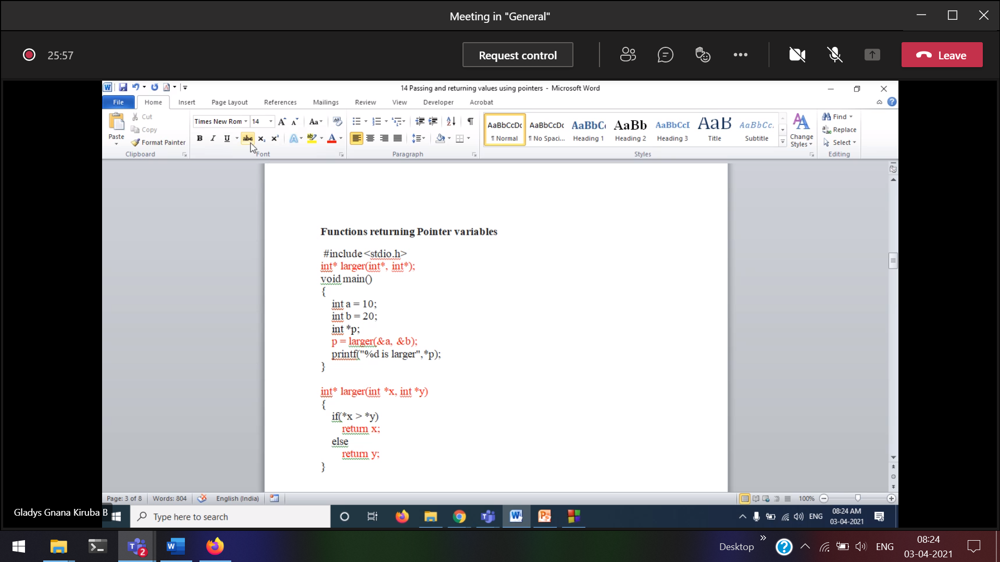 Meeting in "General"
25:57
Request control
Leave
14 Passing and returning values using pointers - Microsoft Word
File Home Insert Page Layout References Mailings Review View Developer Acrobat
Paste
Cut
Copy
Format Painter
Clipboard
Times New Rom 14
Font
Paragraph
AaBbCcDc AaBbCcDc AaBbC AaBb AaBbCcI AaB AaBbCc.
¶ Normal ¶ No Spaci... Heading 1 Heading 2 Heading 3 Title Subtitle
Change Styles
Styles
Find
Replace
Select
Editing
Functions returning Pointer variables
#include<stdio.h>
int* larger(int*, int*);
void main()
{
int a = 10;
int b = 20;
int *p;
p = larger(&a, &b);
printf("%d is larger",*p);
}
int* larger(int *x, int *y)
{
if(*x > *y)
return x;
else
return y;
}
Page: 3 of 8 Words: 804 English (India) 100%
Gladys Gnana Kiruba B
Type here to search
ENG
08:24 AM
03-04-2021
Desktop
ENG
08:24
03-04-2021